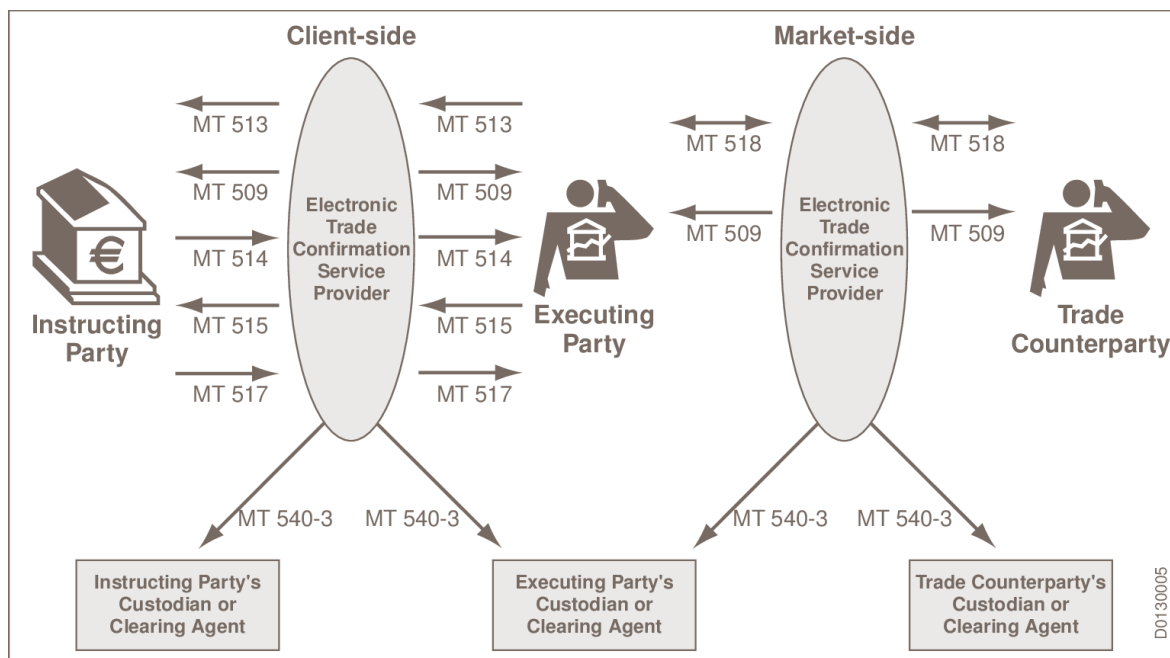 Client-side
Market-side
MT 513
MT 513
MT 518
MT 518
MT 509
MT 509
MT 509
MT 509
MT 514
MT 514
MT 515
MT 515
MT 517
MT 517
€
Electronic
Trade
Confirmation
Service
Provider
Electronic
Trade
Confirmation
Service
Provider
Instructing
Party
Executing
Party
Trade
Counterparty
MT 540-3
MT 540-3
MT 540-3
MT 540-3
Instructing Party's
Custodian or
Clearing Agent
Executing Party's
Custodian or
Clearing Agent
Trade Counterparty's
Custodian or
Clearing Agent
D0130005